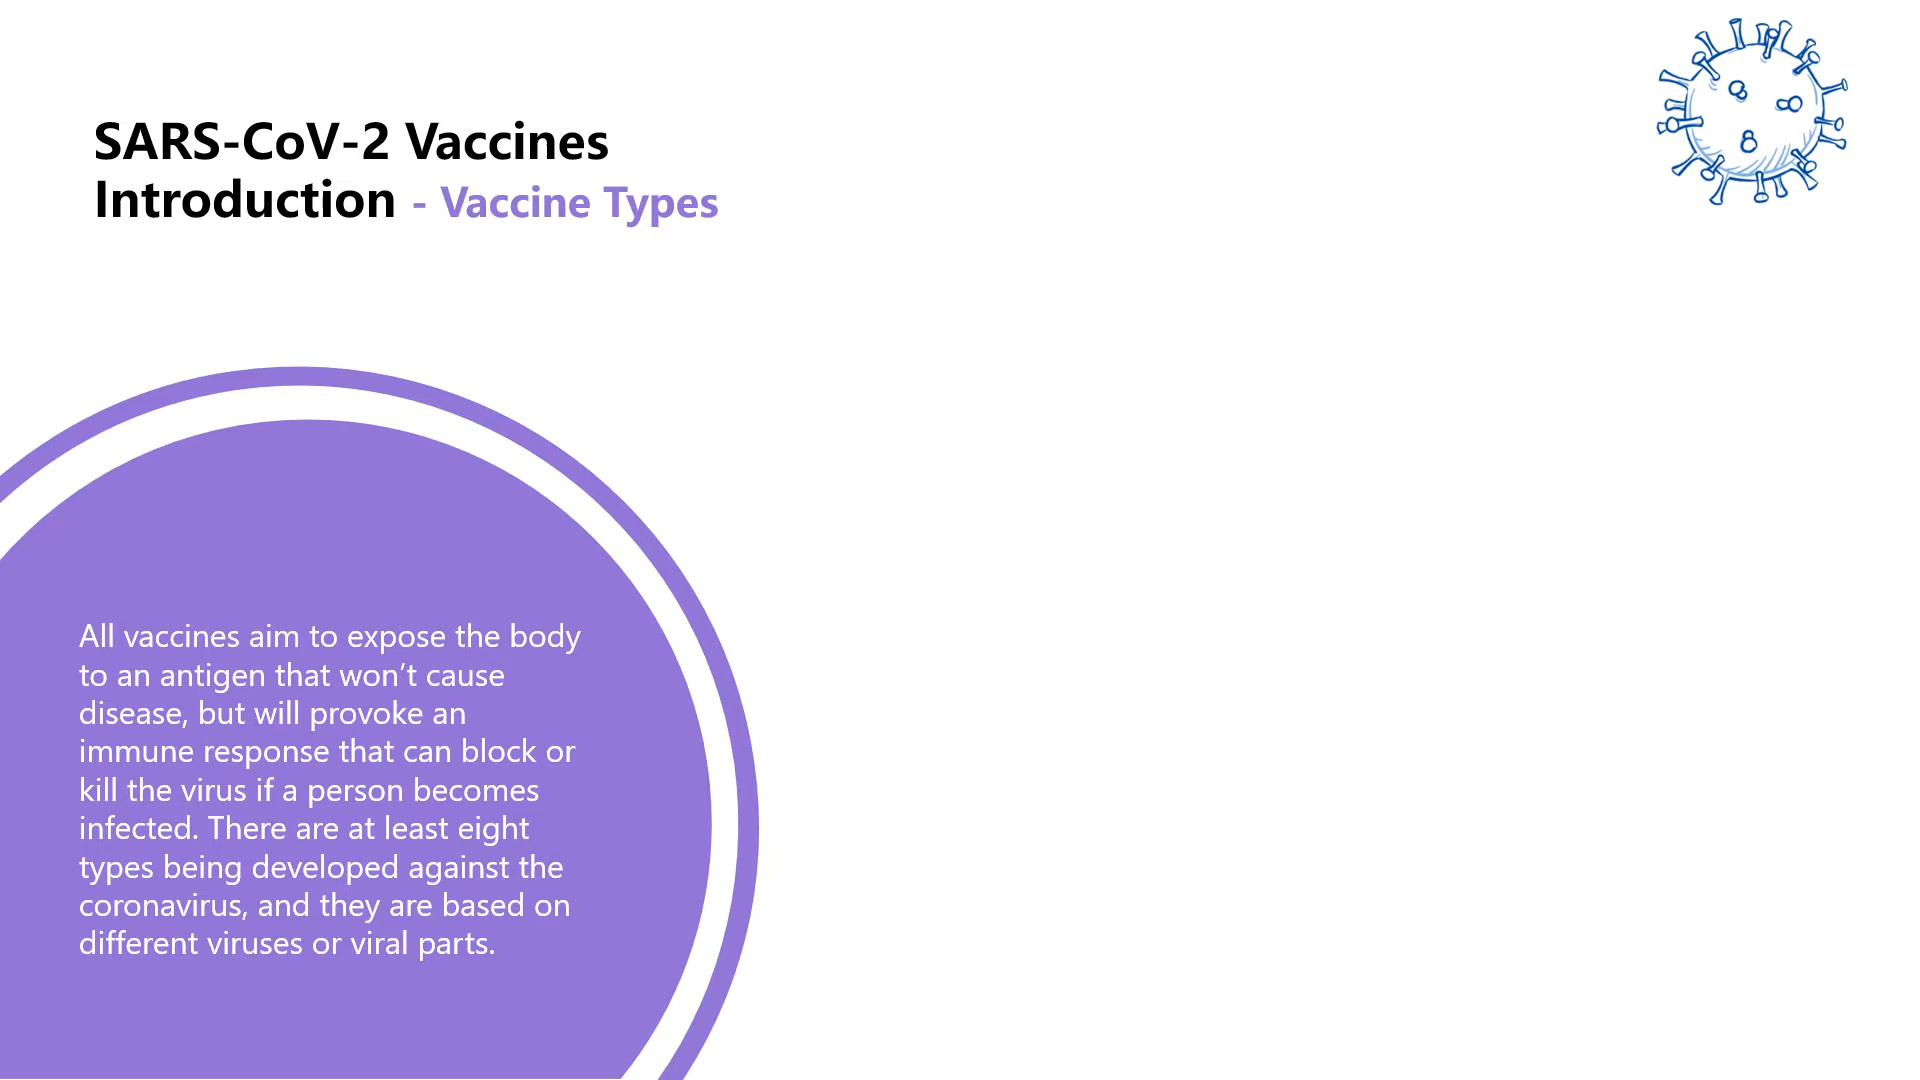 SARS-CoV-2 Vaccines
Introduction - Vaccine Types
All vaccines aim to expose the body
to an antigen that won’t cause
disease, but will provoke an
immune response that can block or
kill the virus if a person becomes
infected. There are at least eight
types being developed against the
coronavirus, and they are based on
different viruses or viral parts.